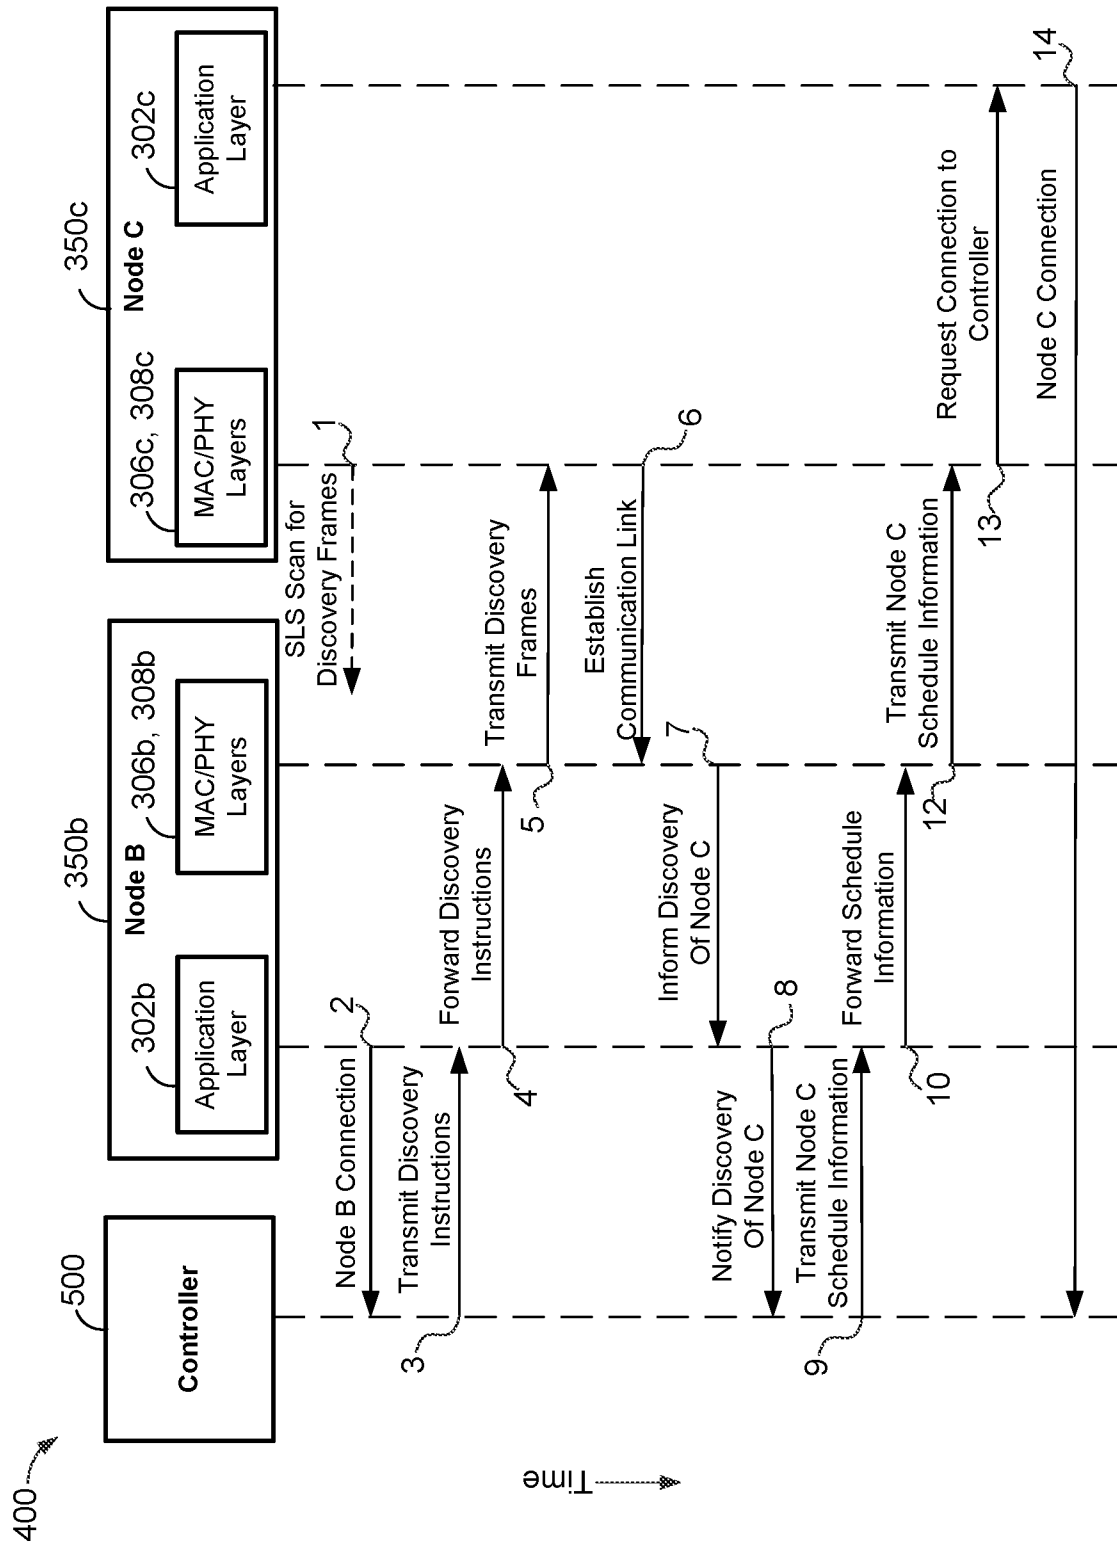 400
500
Controller
350b
Node B
302b
Application
Layer
306b, 308b
MAC/PHY
Layers
350c
Node C
306c, 308c
MAC/PHY
Layers
302c
Application
Layer
Time
SLS Scan for
Discovery Frames
1
Node B Connection
2
Transmit Discovery
Instructions
3
Forward Discovery
Instructions
4
Transmit Discovery
Frames
5
Establish
Communication Link
6
Inform Discovery
Of Node C
7
Notify Discovery
Of Node C
8
Transmit Node C
Schedule Information
9
Forward Schedule
Information
10
Transmit Node C
Schedule Information
12
Request Connection to
Controller
13
Node C Connection
14